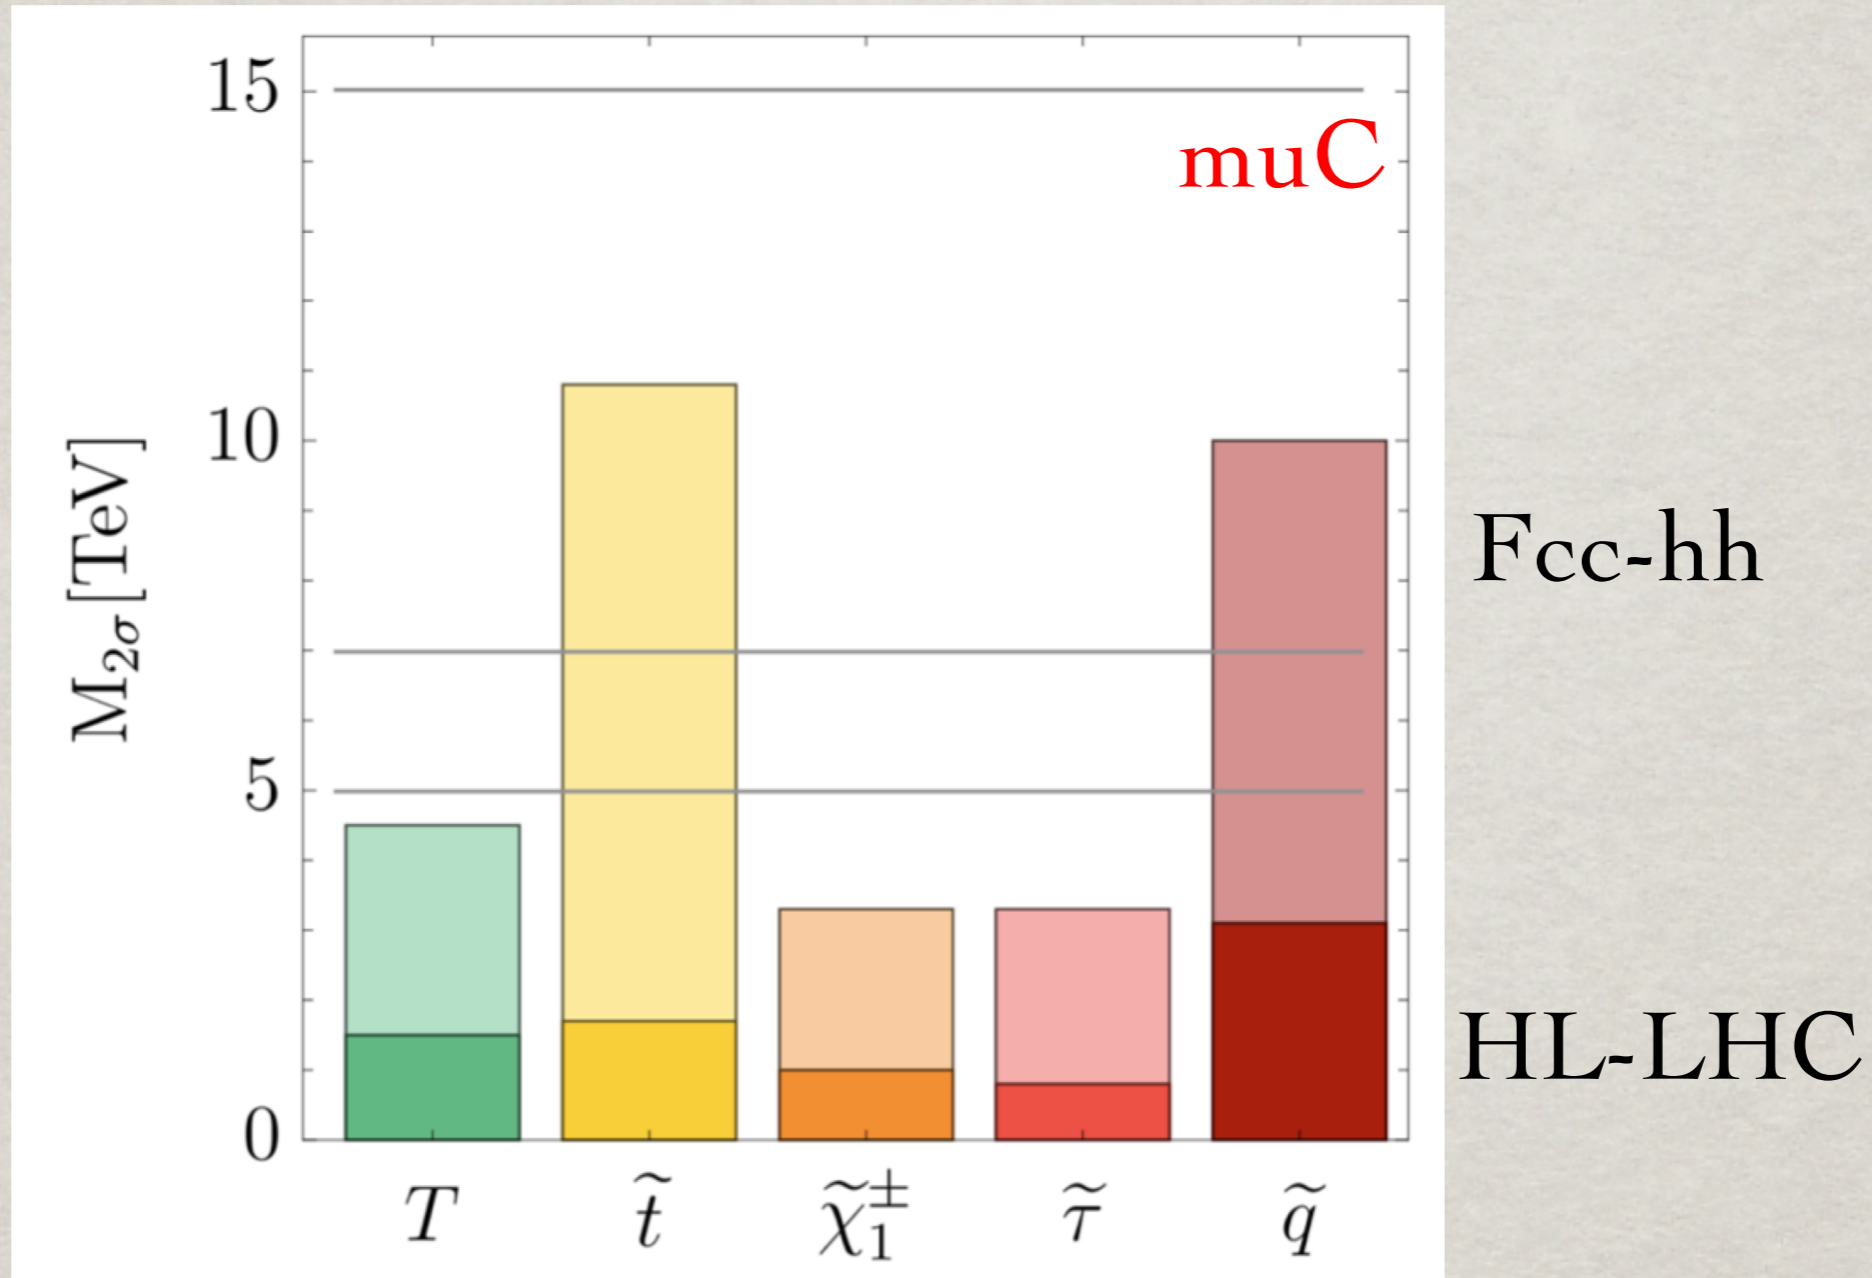 15
muC
10
M₂σ [TeV]
Fcc-hh
5
HL-LHC
0
T t̃ χ̃₁± τ̃ q̃